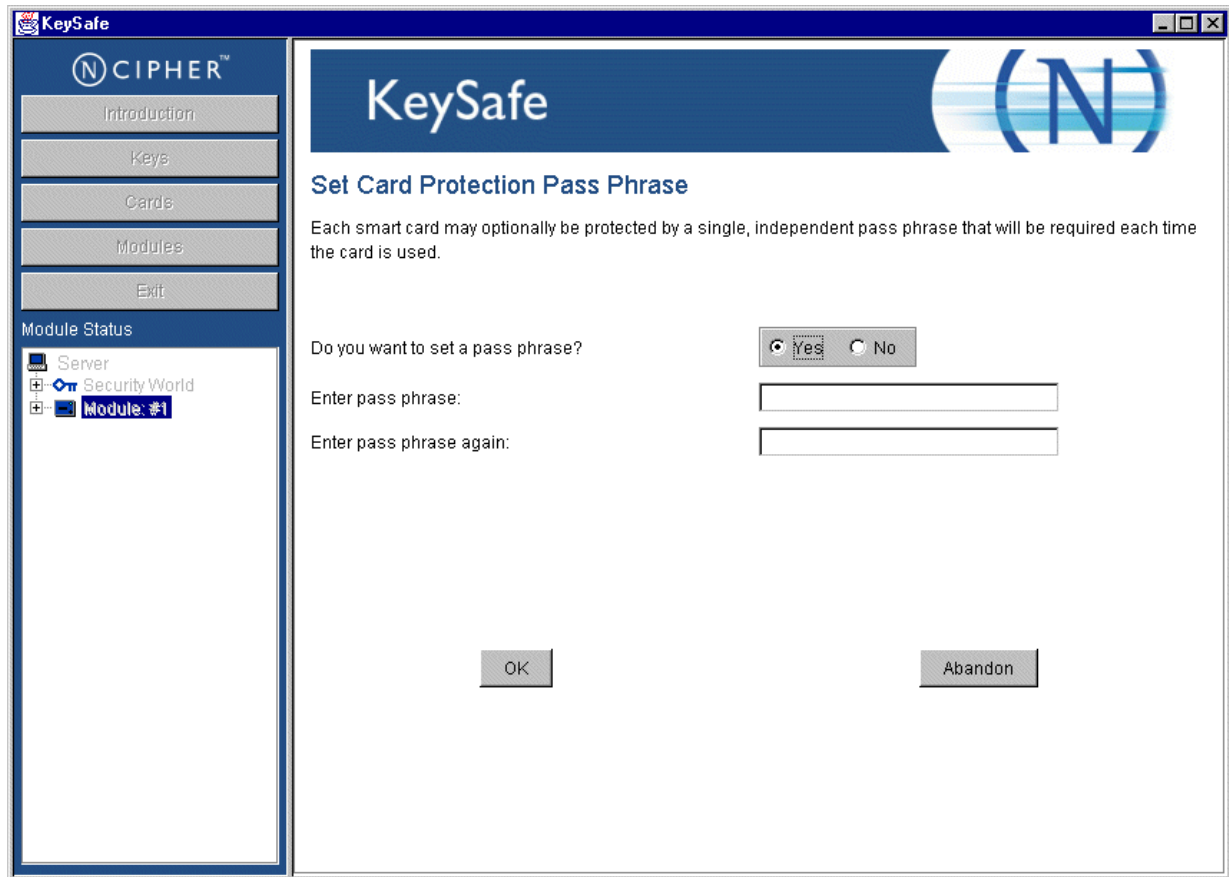 KeySafe
NCIPHER™
Introduction
Keys
Cards
Modules
Exit
Module Status
Server
Security World
Module: #1
KeySafe
(N)
Set Card Protection Pass Phrase
Each smart card may optionally be protected by a single, independent pass phrase that will be required each time
the card is used.
Do you want to set a pass phrase?
Yes No
Enter pass phrase:
Enter pass phrase again:
OK Abandon